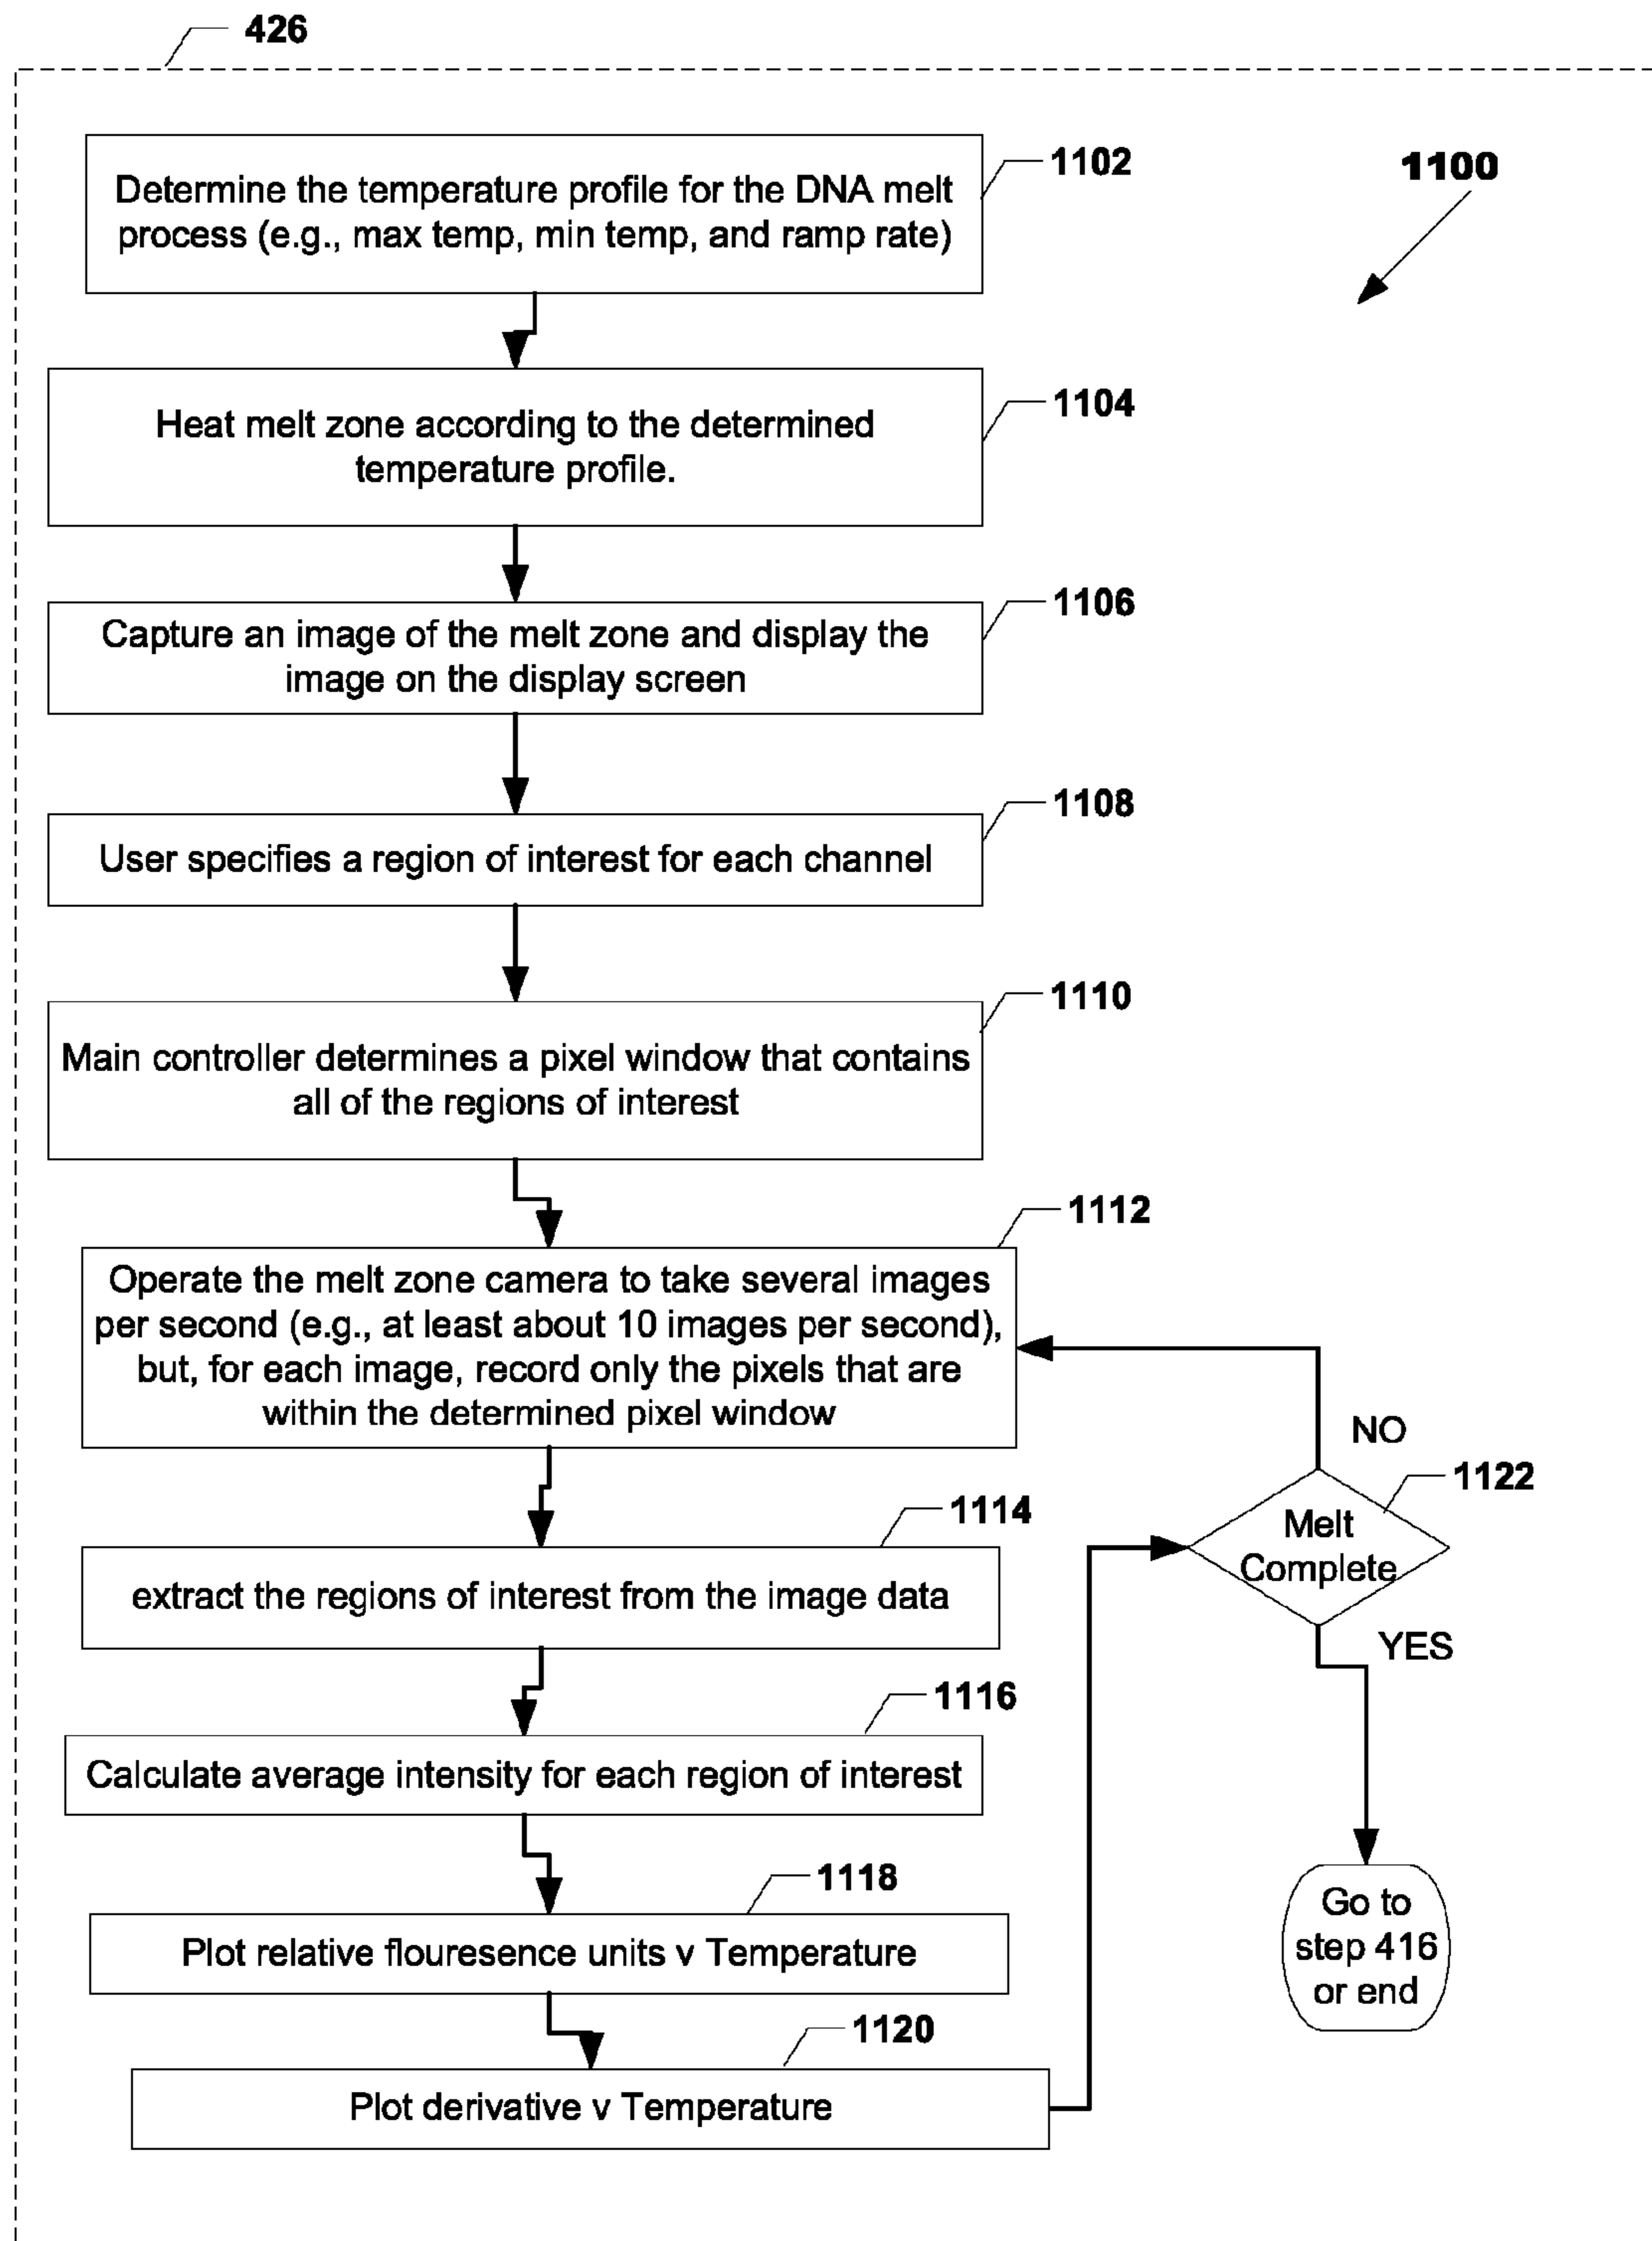 426
1100
Determine the temperature profile for the DNA melt
process (e.g., max temp, min temp, and ramp rate)
1102
Heat melt zone according to the determined
temperature profile.
1104
Capture an image of the melt zone and display the
image on the display screen
1106
User specifies a region of interest for each channel
1108
Main controller determines a pixel window that contains
all of the regions of interest
1110
Operate the melt zone camera to take several images
per second (e.g., at least about 10 images per second),
but, for each image, record only the pixels that are
within the determined pixel window
1112
extract the regions of interest from the image data
1114
Calculate average intensity for each region of interest
1116
Plot relative flouresence units v Temperature
1118
Plot derivative v Temperature
1120
Melt
Complete
1122
NO
YES
Go to
step 416
or end